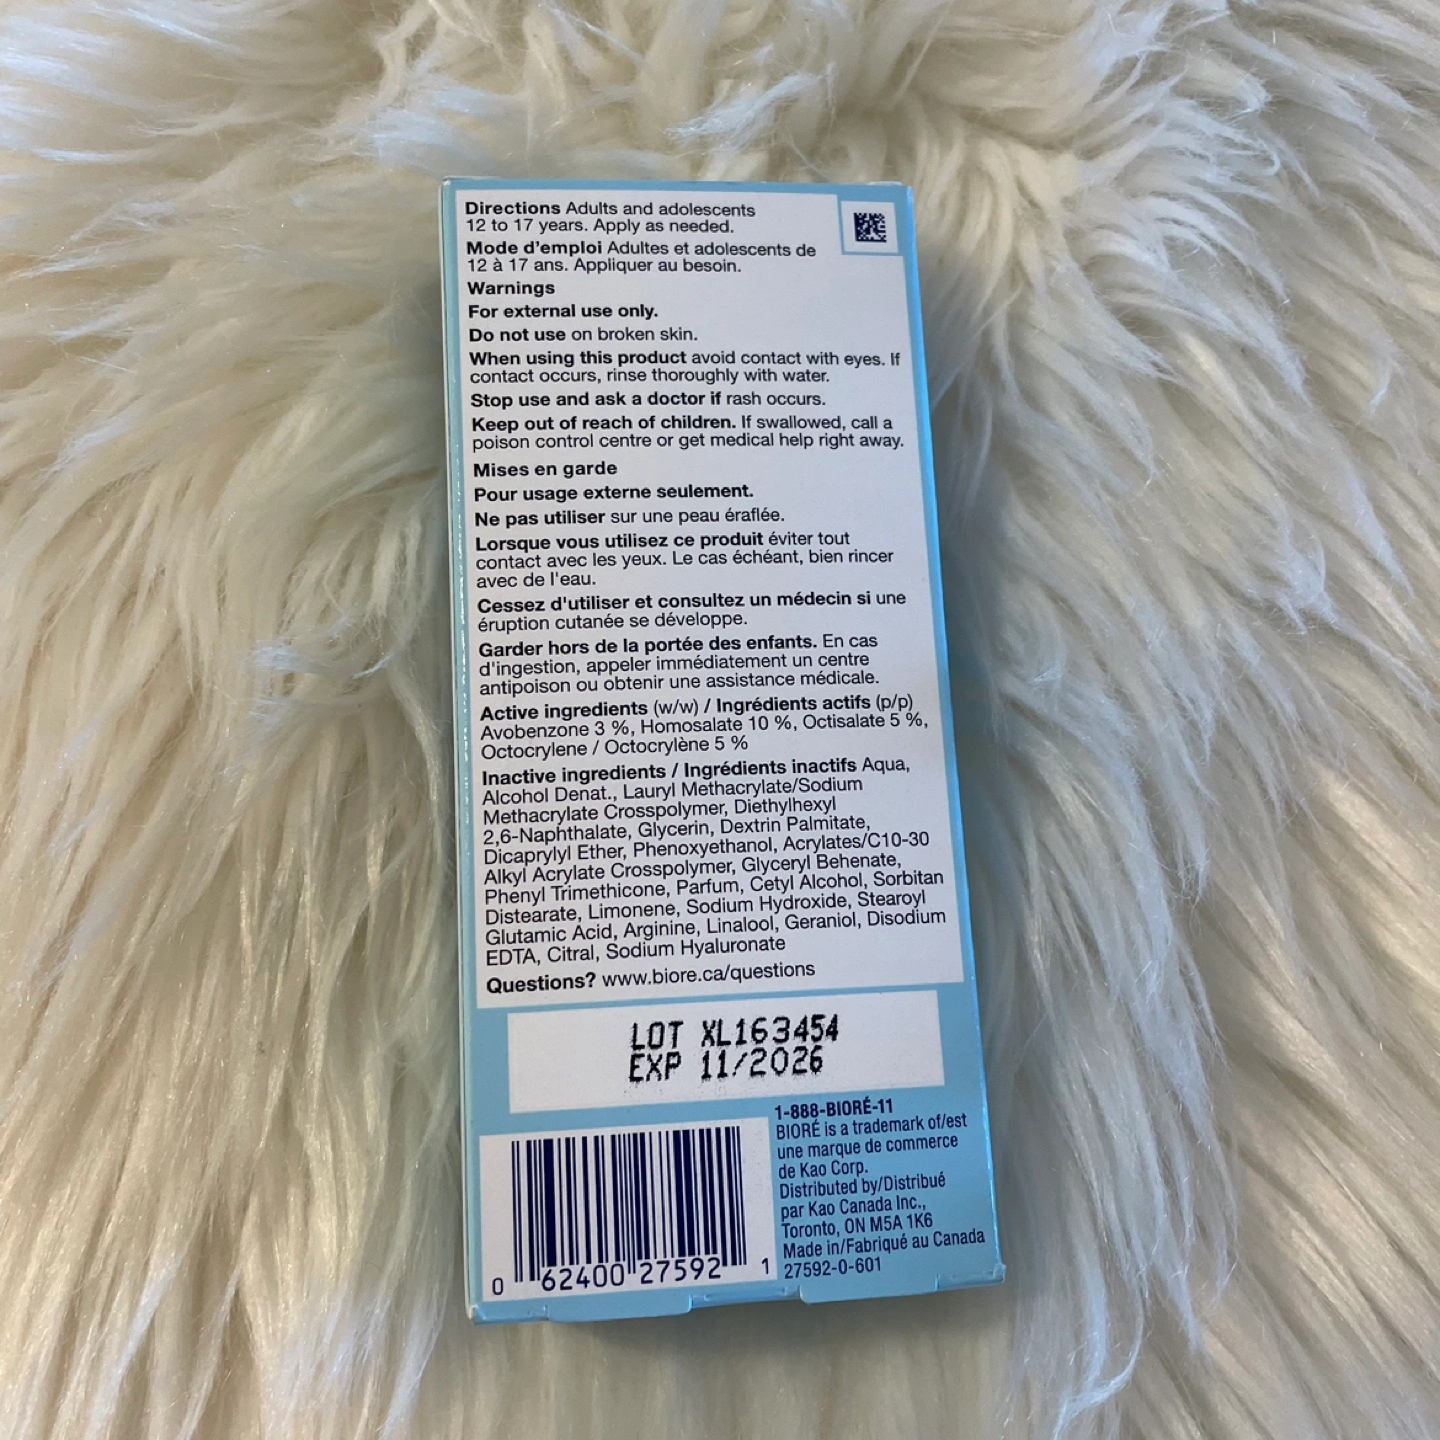 Directions Adults and adolescents
12 to 17 years. Apply as needed.
Mode d'emploi Adultes et adolescents de
12 à 17 ans. Appliquer au besoin.
Warnings
For external use only.
Do not use on broken skin.
When using this product avoid contact with eyes. If
contact occurs, rinse thoroughly with water.
Stop use and ask a doctor if rash occurs.
Keep out of reach of children. If swallowed, call a
poison control centre or get medical help right away.
Mises en garde
Pour usage externe seulement.
Ne pas utiliser sur une peau éraflée.
Lorsque vous utilisez ce produit éviter tout
contact avec les yeux. Le cas échéant, bien rincer
avec de l'eau.
Cessez d'utiliser et consultez un médecin si une
éruption cutanée se développe.
Garder hors de la portée des enfants. En cas
d'ingestion, appeler immédiatement un centre
antipoison ou obtenir une assistance médicale.
Active ingredients (w/w) / Ingrédients actifs (p/p)
Avobenzone 3 %, Homosalate 10 %, Octisalate 5 %,
Octocrylene / Octocrylène 5 %
Inactive ingredients / Ingrédients inactifs Aqua,
Alcohol Denat., Lauryl Methacrylate/Sodium
Methacrylate Crosspolymer, Diethylhexyl
2,6-Naphthalate, Glycerin, Dextrin Palmitate,
Dicaprylyl Ether, Phenoxyethanol, Acrylates/C10-30
Alkyl Acrylate Crosspolymer, Glyceryl Behenate,
Phenyl Trimethicone, Parfum, Cetyl Alcohol, Sorbitan
Distearate, Limonene, Sodium Hydroxide, Stearoyl
Glutamic Acid, Arginine, Linalool, Geraniol, Disodium
EDTA, Citral, Sodium Hyaluronate
Questions? www.biore.ca/questions
LOT XL163454
EXP 11/2026
1-888-BIORÉ-11
BIORÉ is a trademark of/est
une marque de commerce
de Kao Corp.
Distributed by/Distribué
par Kao Canada Inc.,
Toronto, ON M5A 1K6
Made in/Fabriqué au Canada
27592-0-601
0 62400 27592 1